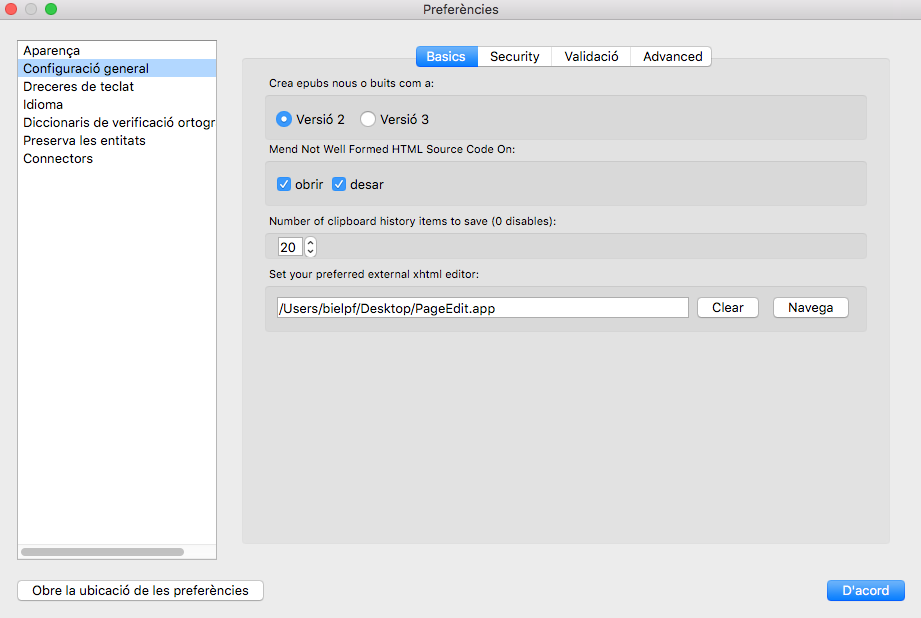 Preferències
Aparença
Configuració general
Dreceres de teclat
Idioma
Diccionaris de verificació ortogr
Preserva les entitats
Connectors
Basics Security Validació Advanced
Crea epubs nous o buits com a:
Versió 2 Versió 3
Mend Not Well Formed HTML Source Code On:
obrir desar
Number of clipboard history items to save (0 disables):
20
Set your preferred external xhtml editor:
/Users/bielpf/Desktop/PageEdit.app Clear Navega
Obre la ubicació de les preferències D'acord